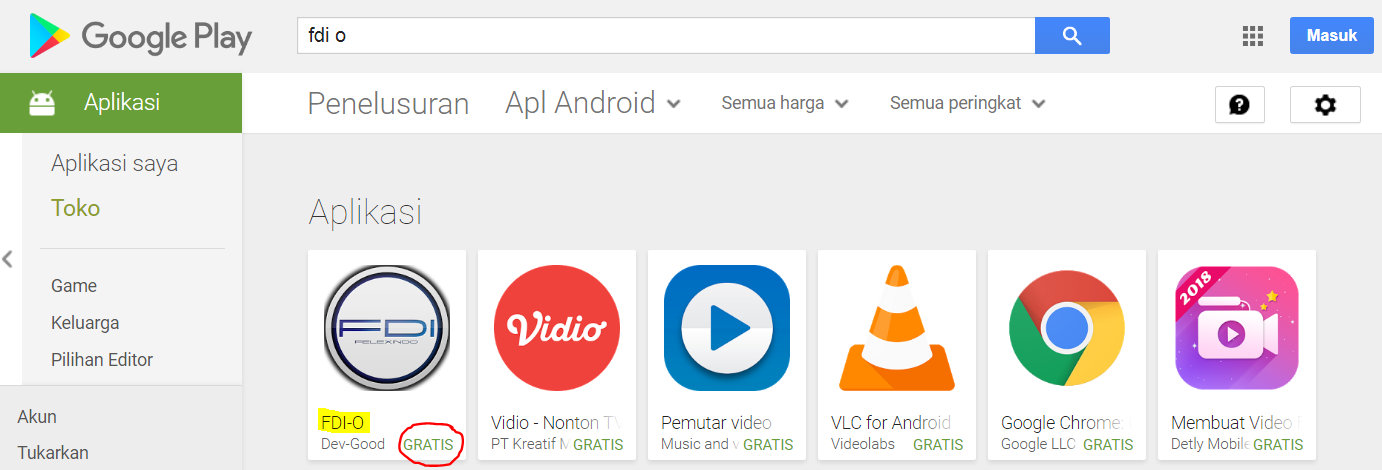 Google Play
fdi o
Masuk
Aplikasi
Penelusuran
Apl Android
Semua harga
Semua peringkat
Aplikasi saya
Toko
Game
Keluarga
Pilihan Editor
Akun
Tukarkan
Aplikasi
FDI
FELEXINDO
FDI-O
Dev-Good GRATIS
Vidio
Vidio - Nonton TV
PT Kreatif M GRATIS
Pemutar video
Music and v GRATIS
VLC for Android
Videolabs GRATIS
Google Chrome:
Google LLC GRATIS
2018
Membuat Video
Detly Mobile GRATIS